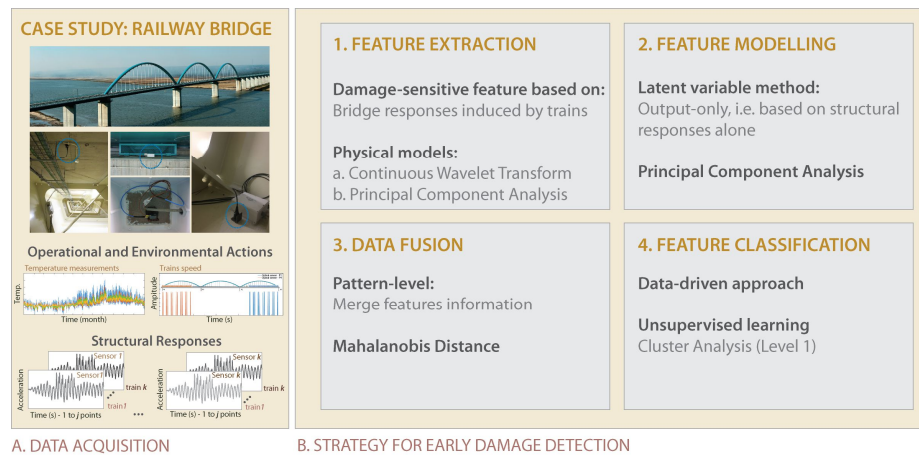 CASE STUDY: RAILWAY BRIDGE
Operational and Environmental Actions
Temperature measurements
Temp.
Time (month)
Trains speed
Amplitude
Time (s)
Structural Responses
Acceleration
Sensor 1
Sensor1
train k
train1
Time (s) - 1 to j points
...
Acceleration
Sensor k
Sensor k
train k
train1
Time (s) - 1 to j points
...
A. DATA ACQUISITION
1. FEATURE EXTRACTION
Damage-sensitive feature based on:
Bridge responses induced by trains
Physical models:
a. Continuous Wavelet Transform
b. Principal Component Analysis
2. FEATURE MODELLING
Latent variable method:
Output-only, i.e. based on structural
responses alone
Principal Component Analysis
3. DATA FUSION
Pattern-level:
Merge features information
Mahalanobis Distance
4. FEATURE CLASSIFICATION
Data-driven approach
Unsupervised learning
Cluster Analysis (Level 1)
B. STRATEGY FOR EARLY DAMAGE DETECTION